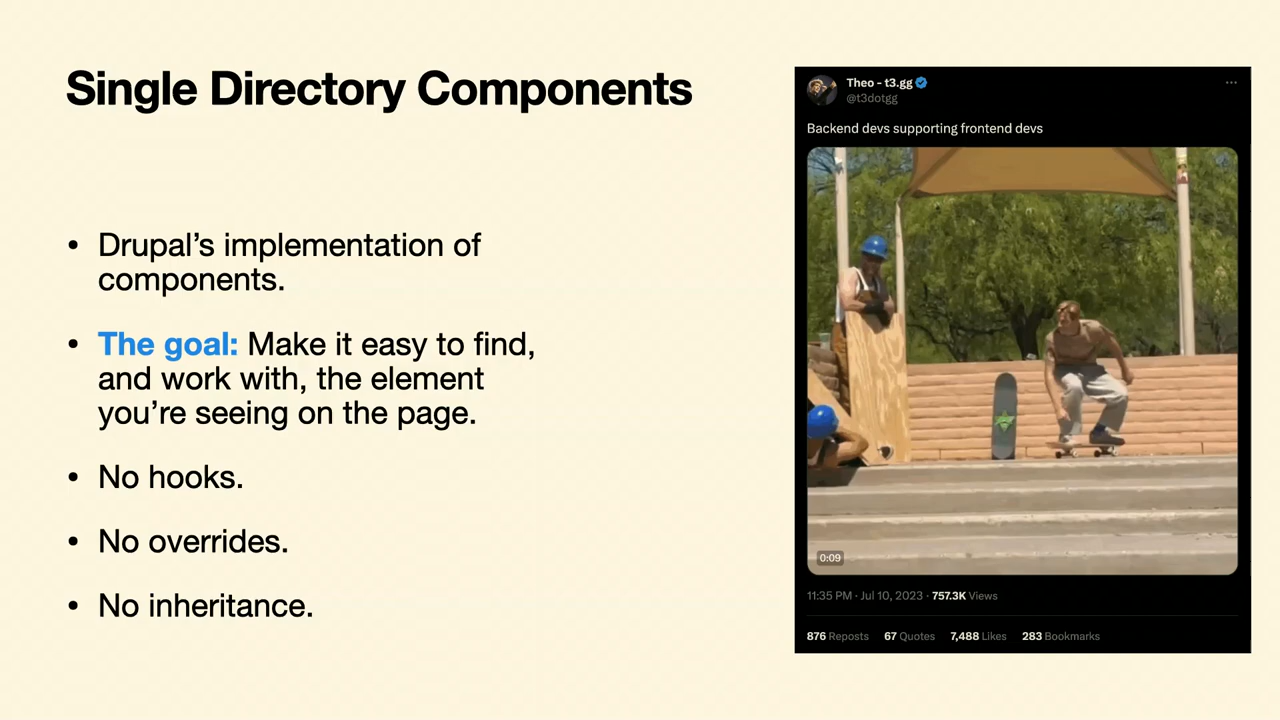 Single Directory Components
• Drupal’s implementation of
components.
• The goal: Make it easy to find,
and work with, the element
you’re seeing on the page.
• No hooks.
• No overrides.
• No inheritance.
Theo - t3.gg
@t3dotgg
Backend devs supporting frontend devs
0:09
11:35 PM · Jul 10, 2023 · 757.3K Views
876 Reposts 67 Quotes 7,488 Likes 283 Bookmarks